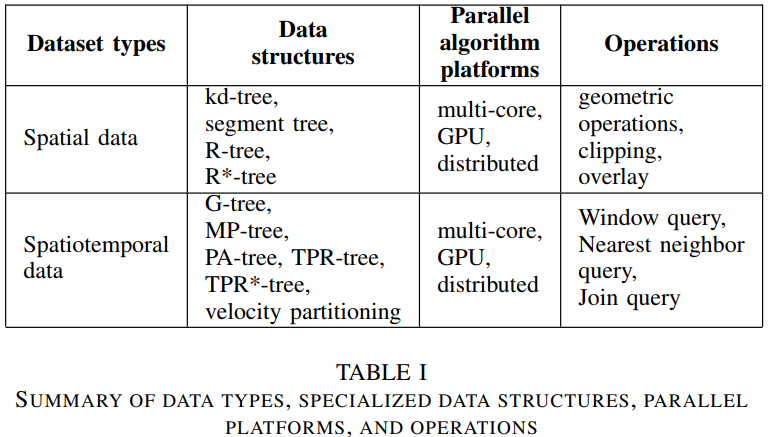 Dataset types
Data
structures
Parallel
algorithm
platforms
Operations
Spatial data
kd-tree,
segment tree,
R-tree,
R*-tree
multi-core,
GPU,
distributed
geometric
operations,
clipping,
overlay
Spatiotemporal
data
G-tree,
MP-tree,
PA-tree, TPR-tree,
TPR*-tree,
velocity partitioning
multi-core,
GPU,
distributed
Window query,
Nearest neighbor
query,
Join query
TABLE I
SUMMARY OF DATA TYPES, SPECIALIZED DATA STRUCTURES, PARALLEL
PLATFORMS, AND OPERATIONS